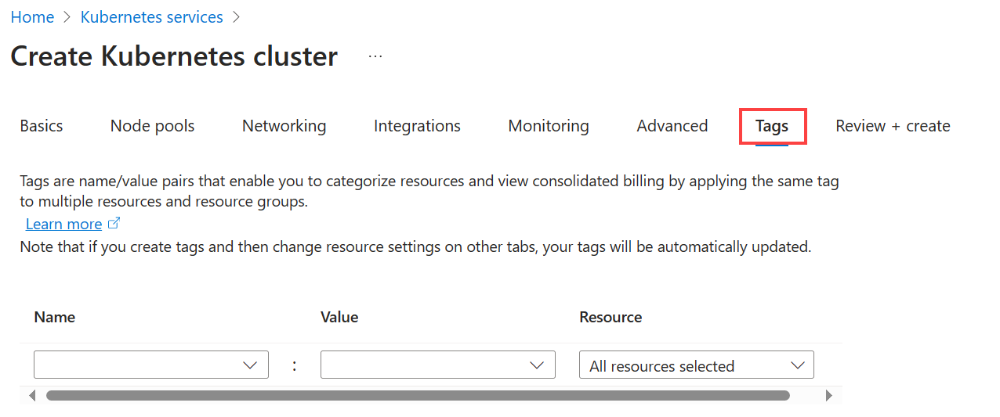 Home > Kubernetes services >
Create Kubernetes cluster ...
Basics Node pools Networking Integrations Monitoring Advanced Tags Review + create
Tags are name/value pairs that enable you to categorize resources and view consolidated billing by applying the same tag
to multiple resources and resource groups.
Learn more
Note that if you create tags and then change resource settings on other tabs, your tags will be automatically updated.
Name Value Resource
: All resources selected